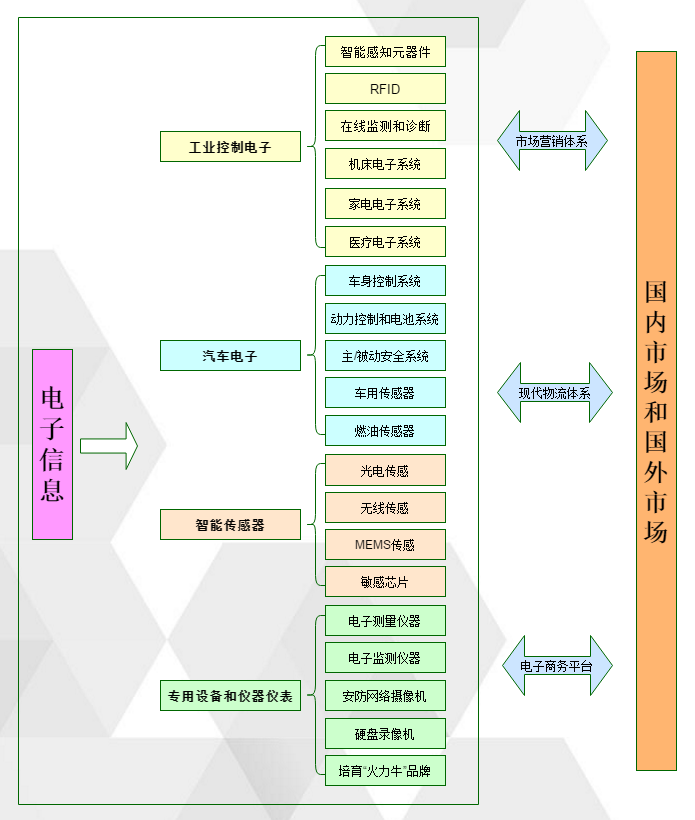 电子信息
工业控制电子
智能感知元器件
RFID
在线监测和诊断
机床电子系统
家电电子系统
医疗电子系统
汽车电子
车身控制系统
动力控制和电池系统
主/被动安全系统
车用传感器
燃油传感器
智能传感器
光电传感
无线传感
MEMS传感
敏感芯片
专用设备和仪器仪表
电子测量仪器
电子监测仪器
安防网络摄像机
硬盘录像机
培育“火力牛”品牌
市场营销体系
现代物流体系
电子商务平台
国内市场和国外市场